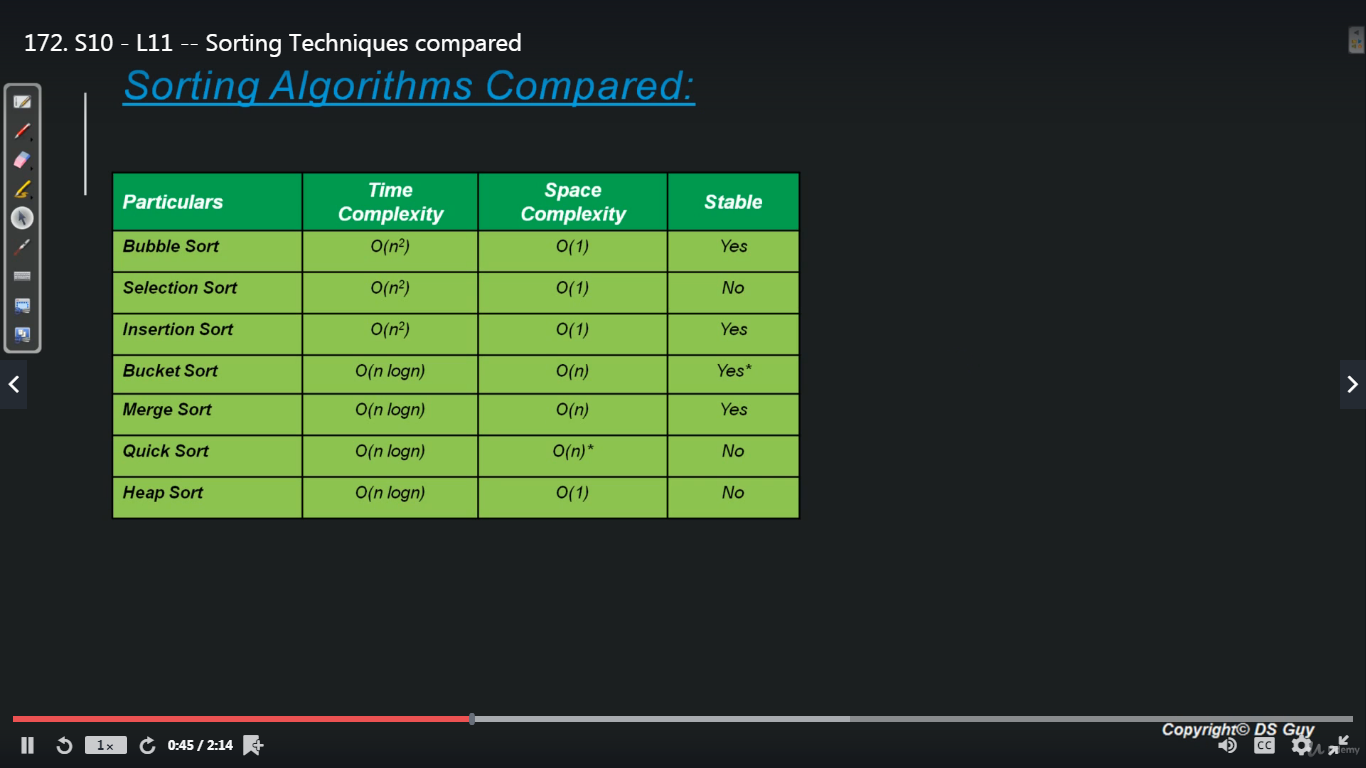 172. S10 - L11 -- Sorting Techniques compared
Sorting Algorithms Compared:
Particulars Time Complexity Space Complexity Stable
Bubble Sort O(n²) O(1) Yes
Selection Sort O(n²) O(1) No
Insertion Sort O(n²) O(1) Yes
Bucket Sort O(n logn) O(n) Yes*
Merge Sort O(n logn) O(n) Yes
Quick Sort O(n logn) O(n)* No
Heap Sort O(n logn) O(1) No
Copyright© DS Guy
1x 0:45 / 2:14 CC